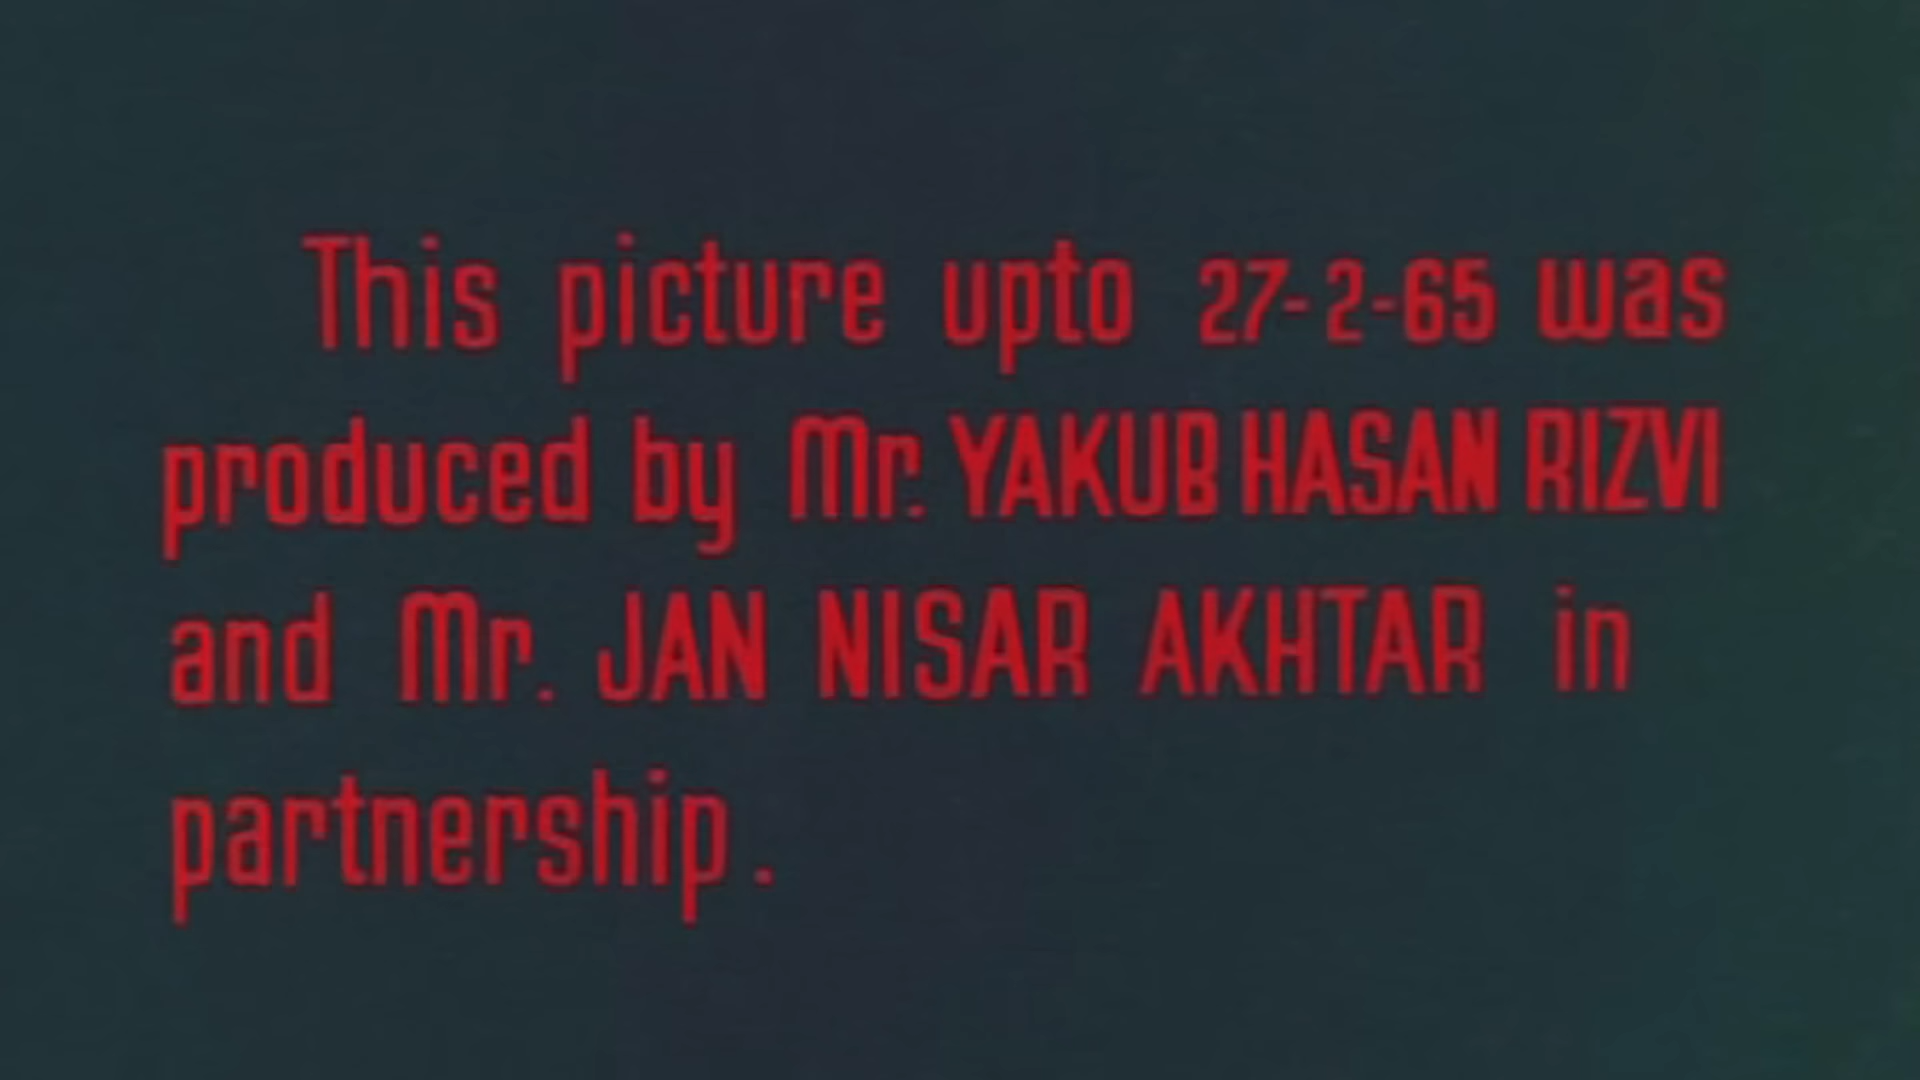 This picture upto 27-2-65 was
produced by Mr. YAKUB HASAN RIZVI
and Mr. JAN NISAR AKHTAR in
partnership.